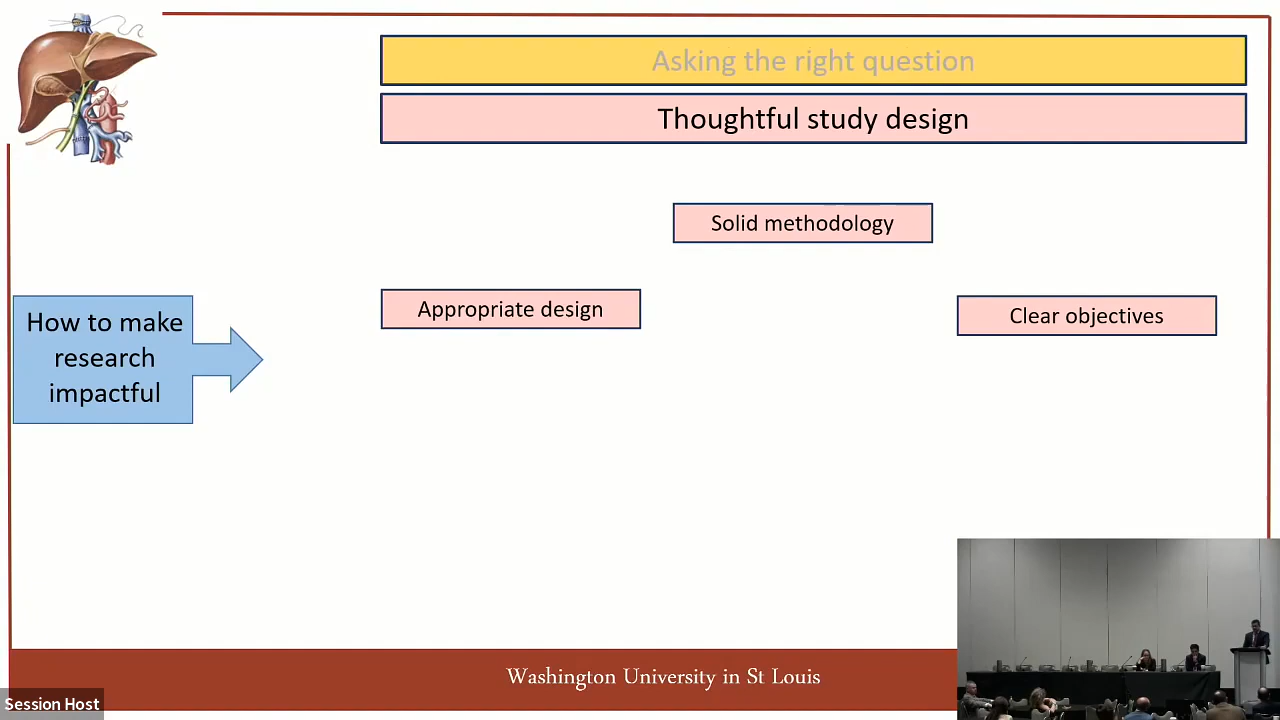 Asking the right question
Thoughtful study design
Solid methodology
Appropriate design
Clear objectives
How to make
research
impactful
Washington University in St Louis
Session Host